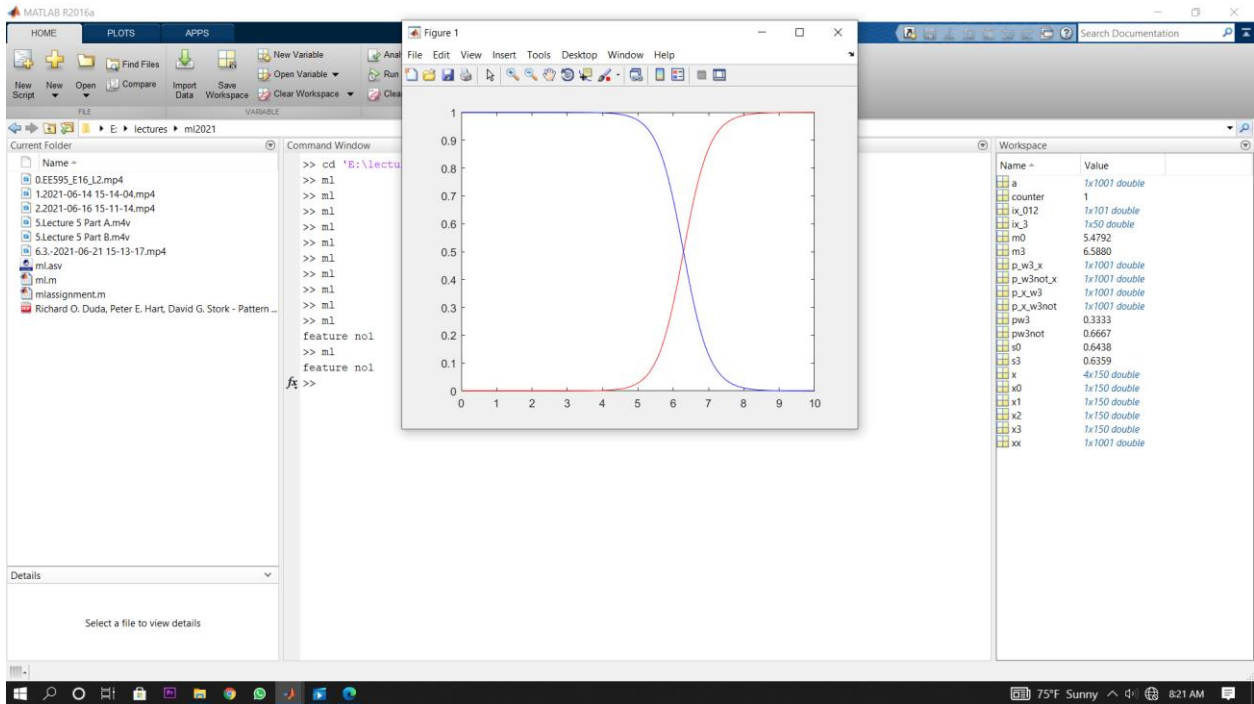 MATLAB R2016a
HOME PLOTS APPS
Search Documentation
New Script
New
Open
Find Files
Compare
Import Data
Save Workspace
New Variable
Open Variable
Clear Workspace
Anal
Run
Clea
FILE
VARIABLE
E: lectures ml2021
Current Folder
Name
0.EE595_E16_L2.mp4
1.2021-06-14 15-14-04.mp4
2.2021-06-16 15-11-14.mp4
5.Lecture 5 Part A.m4v
5.Lecture 5 Part B.m4v
6.3.-2021-06-21 15-13-17.mp4
ml.asv
ml.m
mlassignment.m
Richard O. Duda, Peter E. Hart, David G. Stork - Pattern ...
Details
Select a file to view details
Command Window
>> cd 'E:\lectu
>> ml
>> ml
>> ml
>> ml
>> ml
>> ml
>> ml
>> ml
>> ml
>> ml
feature no1
>> ml
feature no1
fx >>
Figure 1
File Edit View Insert Tools Desktop Window Help
1
0.9
0.8
0.7
0.6
0.5
0.4
0.3
0.2
0.1
0
0 1 2 3 4 5 6 7 8 9 10
Workspace
Name Value
a 1x1001 double
counter 1
ix_012 1x101 double
ix_3 1x50 double
m0 5.4792
m3 6.5880
p_w3_x 1x1001 double
p_w3not_x 1x1001 double
p_x_w3 1x1001 double
p_x_w3not 1x1001 double
pw3 0.3333
pw3not 0.6667
s0 0.6438
s3 0.6359
x 4x150 double
x0 1x150 double
x1 1x150 double
x2 1x150 double
x3 1x150 double
xx 1x1001 double
75°F Sunny
8:21 AM